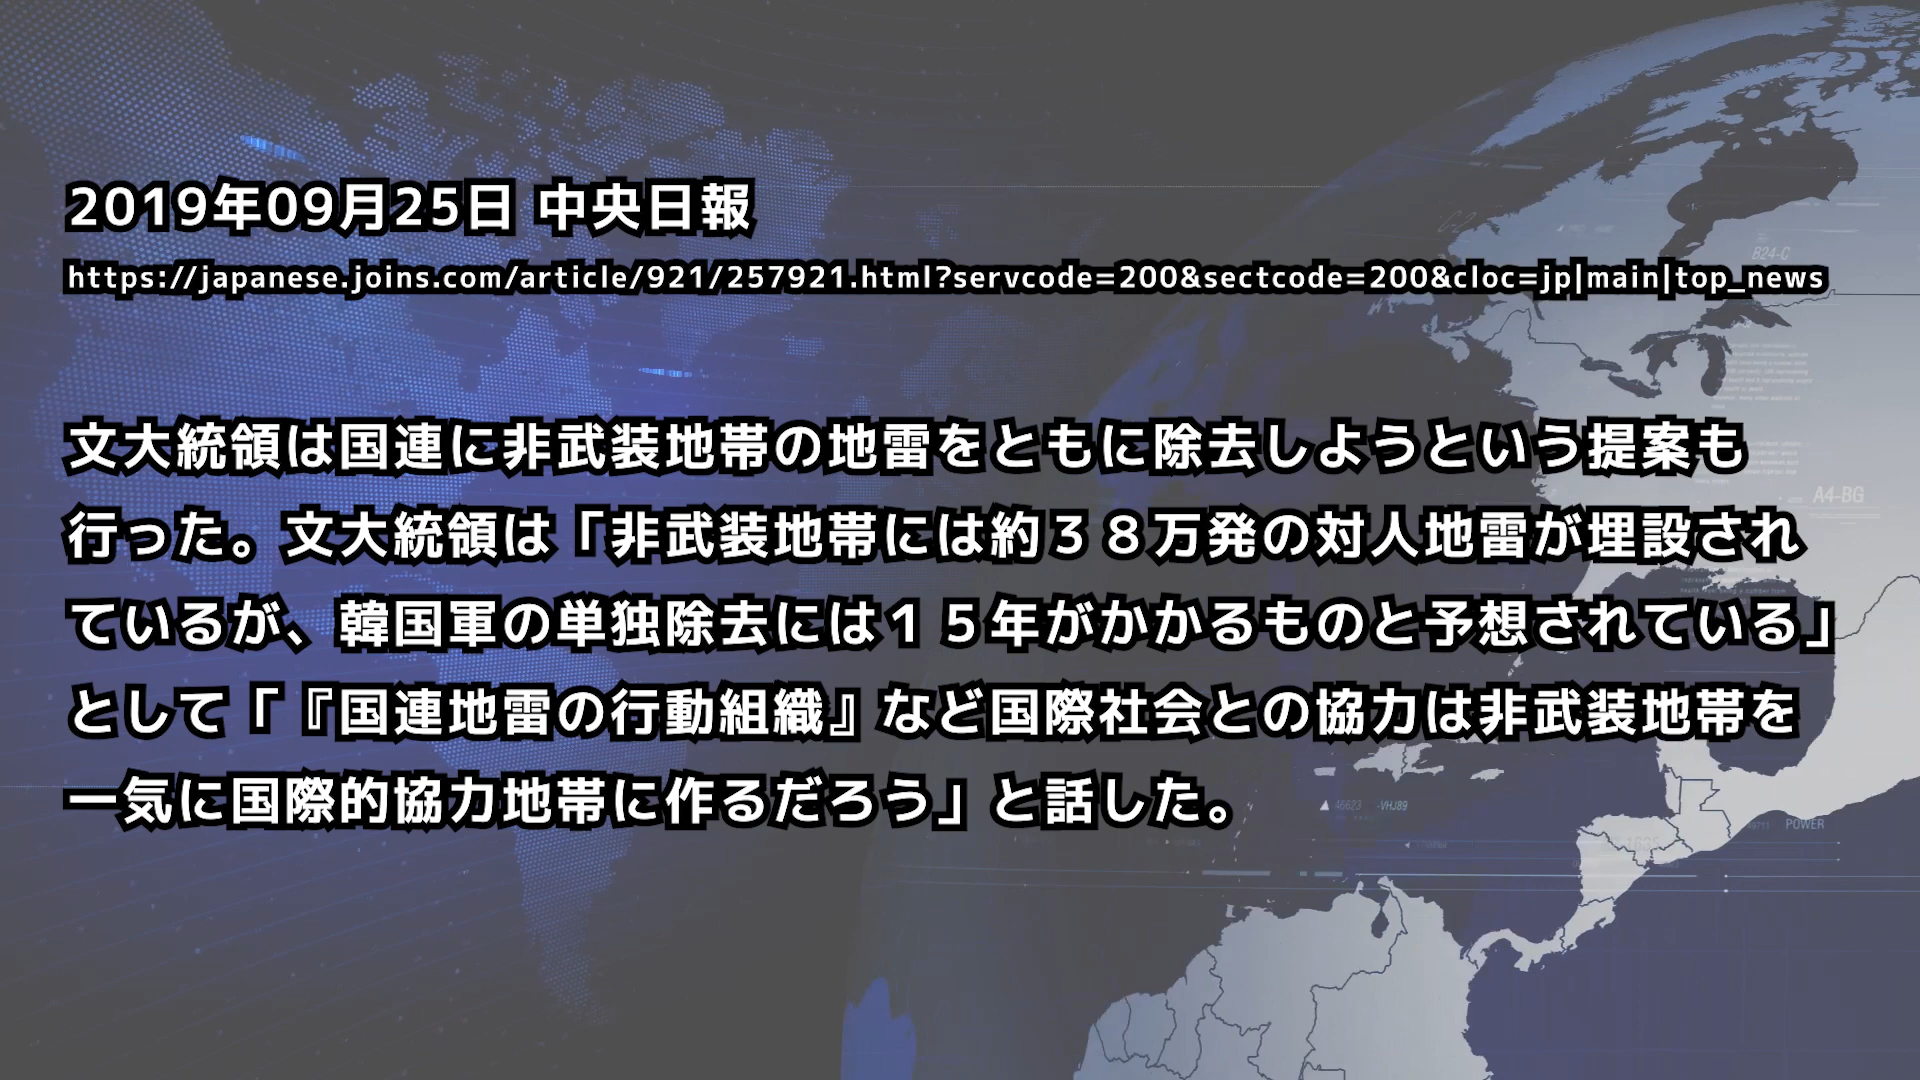 2019年09月25日 中央日報
https://japanese.joins.com/article/921/257921.html?servcode=200&sectcode=200&cloc=jp|main|top_news
文大統領は国連に非武装地帯の地雷をともに除去しようという提案も
行った。文大統領は「非武装地帯には約３８万発の対人地雷が埋設され
ているが、韓国軍の単独除去には１５年がかかるものと予想されている」
として「『国連地雷の行動組織』など国際社会との協力は非武装地帯を
一気に国際的協力地帯に作るだろう」と話した。
B24-C
A4-BG
46623 -VHJ89
POWER